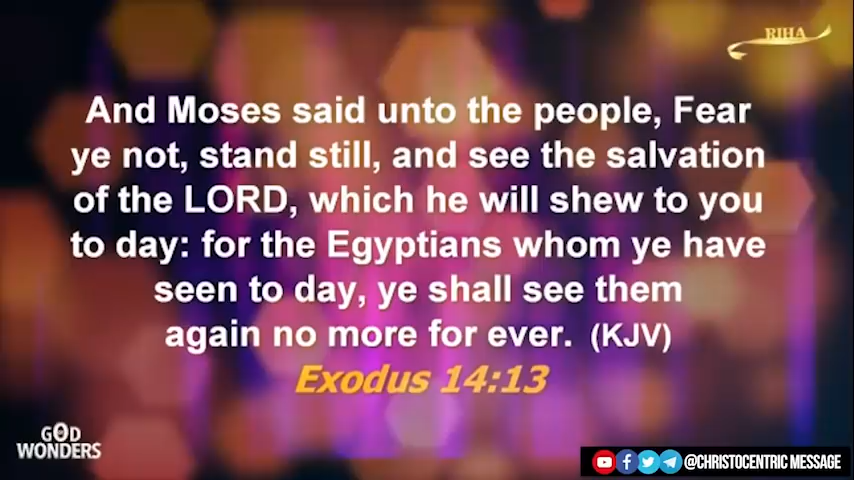 RIHA
And Moses said unto the people, Fear
ye not, stand still, and see the salvation
of the LORD, which he will shew to you
to day: for the Egyptians whom ye have
seen to day, ye shall see them
again no more for ever. (KJV)
Exodus 14:13
GOD
WONDERS
@CHRISTOCENTRIC MESSAGE